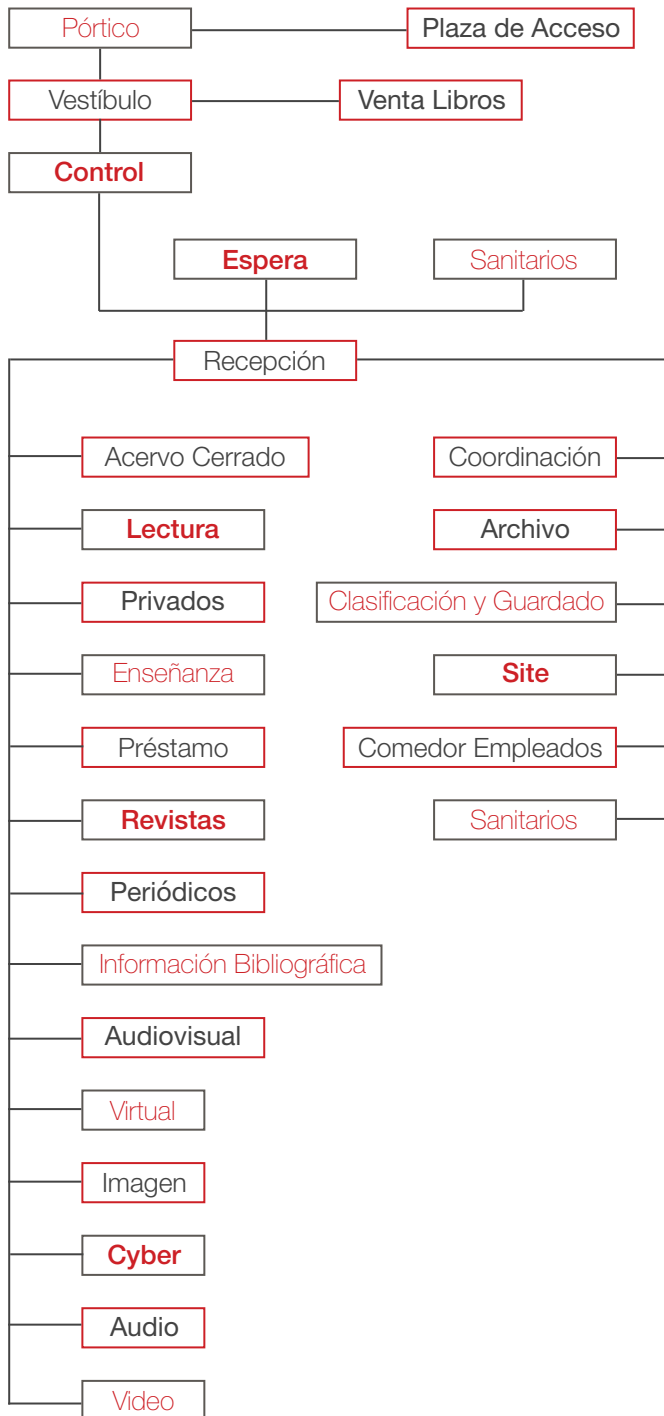 Pórtico
Plaza de Acceso
Vestíbulo
Venta Libros
Control
Espera
Sanitarios
Recepción
Acervo Cerrado
Coordinación
Lectura
Archivo
Privados
Clasificación y Guardado
Enseñanza
Site
Préstamo
Comedor Empleados
Revistas
Sanitarios
Periódicos
Información Bibliográfica
Audiovisual
Virtual
Imagen
Cyber
Audio
Video